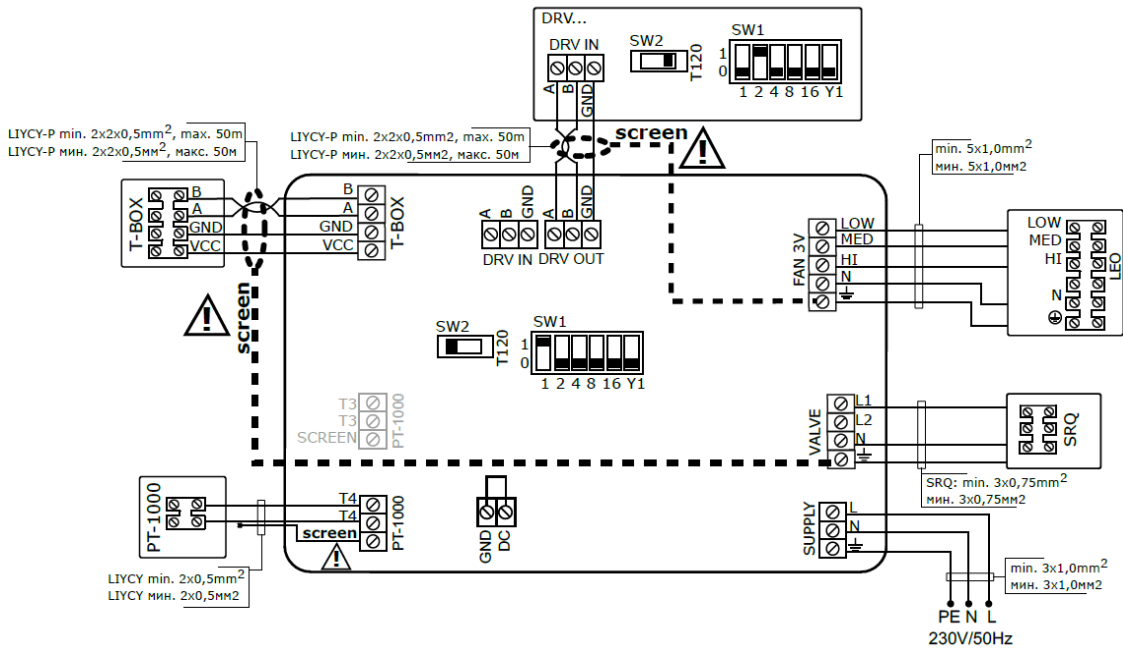 DRV...
DRV IN
A
B
GND
SW2
T120
SW1
1
0
1 2 4 8 16 Y1
LIYCY-P min. 2x2x0,5mm2, max. 50m
LIYCY-P мин. 2x2x0,5мм2, макс. 50м
LIYCY-P min. 2x2x0,5mm2, max. 50m
LIYCY-P мин. 2x2x0,5мм2, макс. 50м
screen
min. 5x1,0mm2
мин. 5x1,0мм2
T-BOX
B
A
GND
VCC
B
A
GND
VCC
T-BOX
A
B
GND
DRV IN
A
B
GND
DRV OUT
FAN 3V
LOW
MED
HI
N
LOW
MED
HI
N
LEO
screen
SW2
T120
SW1
1
0
1 2 4 8 16 Y1
T3
T3
SCREEN
PT-1000
VALVE
L1
L2
N
SRQ
SRQ: min. 3x0,75mm2
мин. 3x0,75мм2
PT-1000
T4
T4
screen
PT-1000
GND
DC
SUPPLY
L
N
LIYCY min. 2x0,5mm2
LIYCY мин. 2x0,5мм2
min. 3x1,0mm2
мин. 3x1,0мм2
PE N L
230V/50Hz